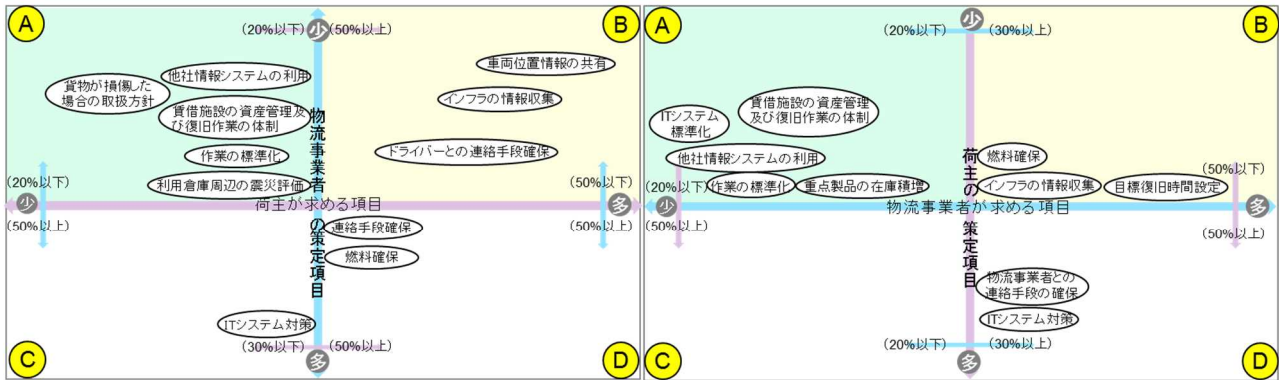 A
(20%以下)
少
(50%以上)
B
貨物が損傷した
場合の取扱方針
他社情報システムの利用
賃借施設の資産管理及
び復旧作業の体制
作業の標準化
利用倉庫周辺の震災評価
車両位置情報の共有
インフラの情報収集
ドライバーとの連絡手段確保
物流事業者の策定項目
(20%以下)
少
(50%以上)
荷主が求める項目
(50%以下)
多
(50%以上)
連絡手段確保
燃料確保
ITシステム対策
(30%以下)
多
(50%以上)
C
D
A
(20%以下)
少
(30%以上)
B
ITシステム
標準化
賃借施設の資産管理
及び復旧作業の体制
他社情報システムの利用
作業の標準化
重点製品の在庫積増
荷主の策定項目
燃料確保
インフラの情報収集
目標復旧時間設定
(20%以下)
少
(50%以上)
物流事業者が求める項目
(50%以下)
多
(50%以上)
物流事業者との
連絡手段の確保
ITシステム対策
(20%以下)
多
(30%以上)
C
D